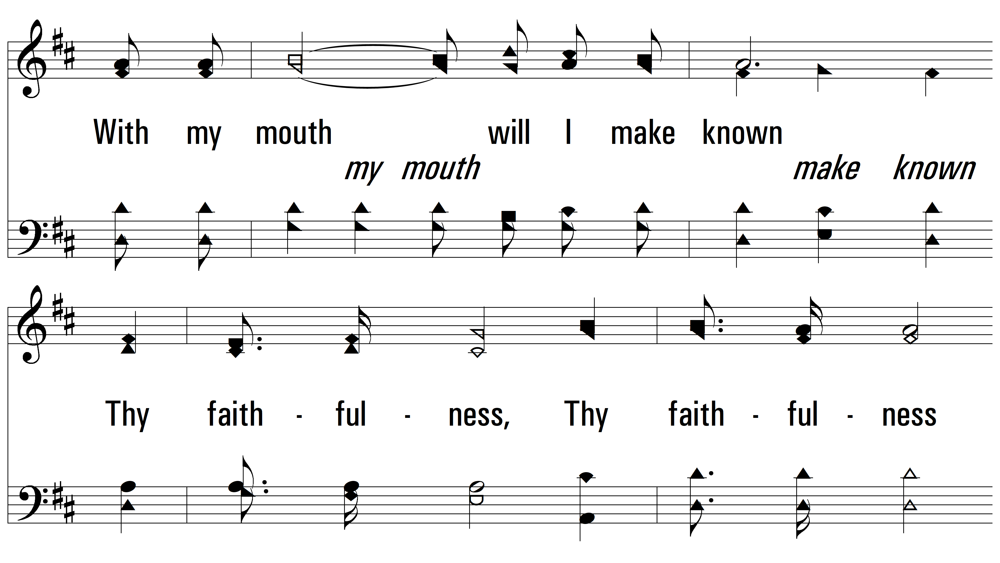 With my mouth will I make known
my mouth make known
Thy faith - ful - ness, Thy faith - ful - ness